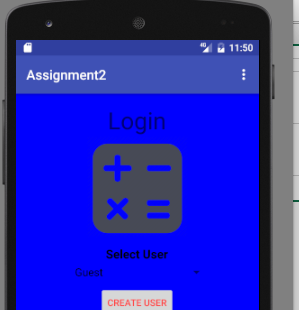 11:50
Assignment2
Login
Select User
Guest
CREATE USER